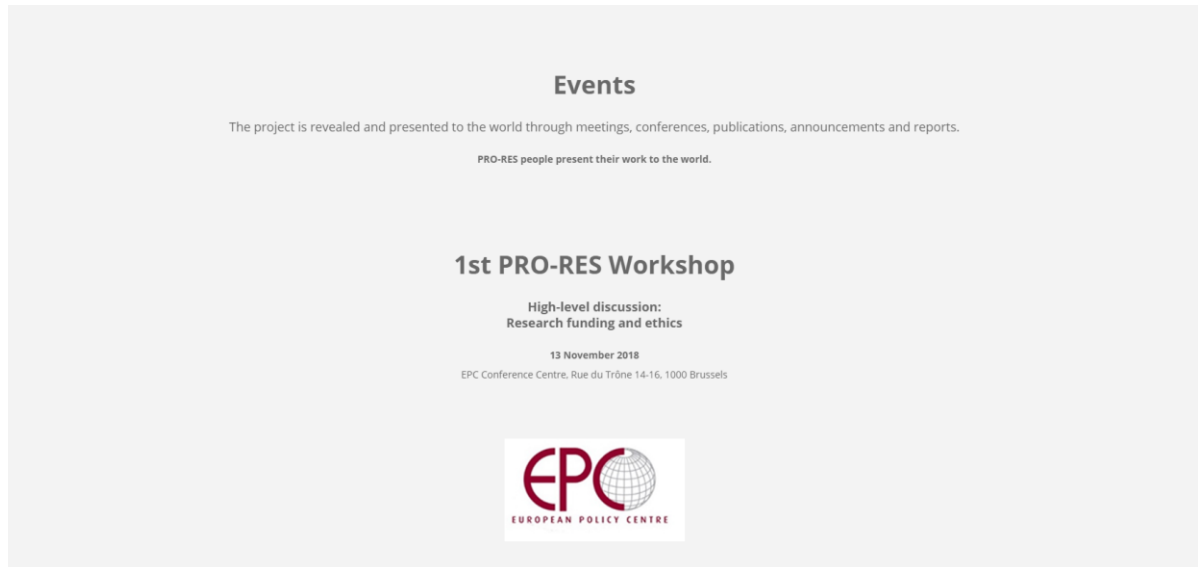 Events
The project is revealed and presented to the world through meetings, conferences, publications, announcements and reports.
PRO-RES people present their work to the world.
1st PRO-RES Workshop
High-level discussion:
Research funding and ethics
13 November 2018
EPC Conference Centre, Rue du Trône 14-16, 1000 Brussels
EPC
EUROPEAN POLICY CENTRE